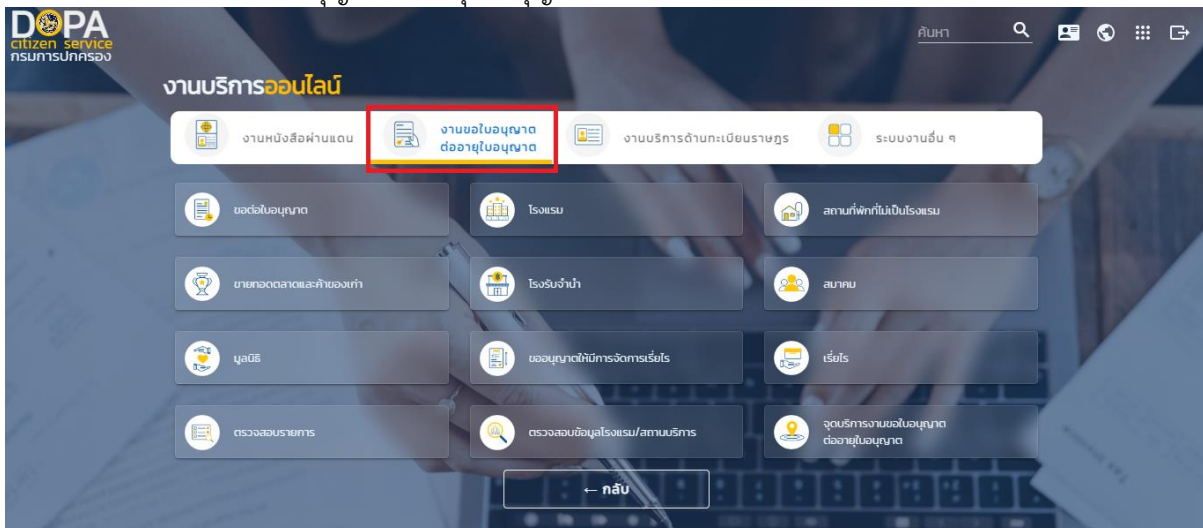 DOPA
citizen service
กรมการปกครอง
ค้นหา
งานบริการออนไลน์
งานหนังสือผ่านแดน
งานขอใบอนุญาต
ต่ออายุใบอนุญาต
งานบริการด้านทะเบียนราษฎร
ระบบงานอื่น ๆ
ขอต่อใบอนุญาต
โรงแรม
สถานที่พักที่ไม่เป็นโรงแรม
ขายทอดตลาดและค้าของเก่า
โรงรับจำนำ
สมาคม
มูลนิธิ
ขออนุญาตให้มีการจัดการเรี่ยไร
เรี่ยไร
ตรวจสอบรายการ
ตรวจสอบข้อมูลโรงแรม/สถานบริการ
จุดบริการงานขอใบอนุญาต
ต่ออายุใบอนุญาต
← กลับ